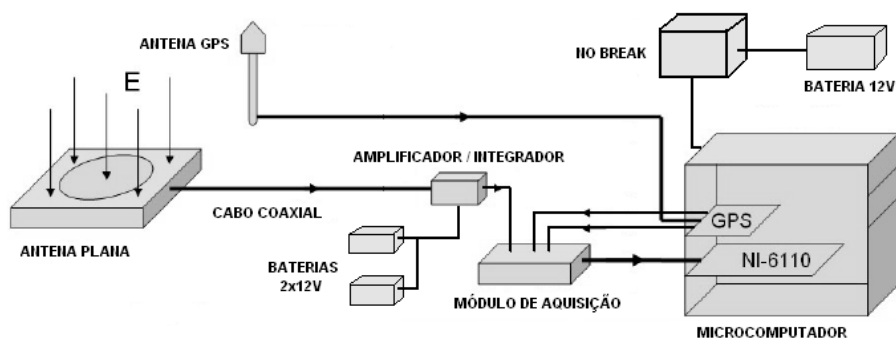 ANTENA GPS
NO BREAK
BATERIA 12V
E
AMPLIFICADOR / INTEGRADOR
CABO COAXIAL
ANTENA PLANA
GPS
BATERIAS
2x12V
NI-6110
MÓDULO DE AQUISIÇÃO
MICROCOMPUTADOR